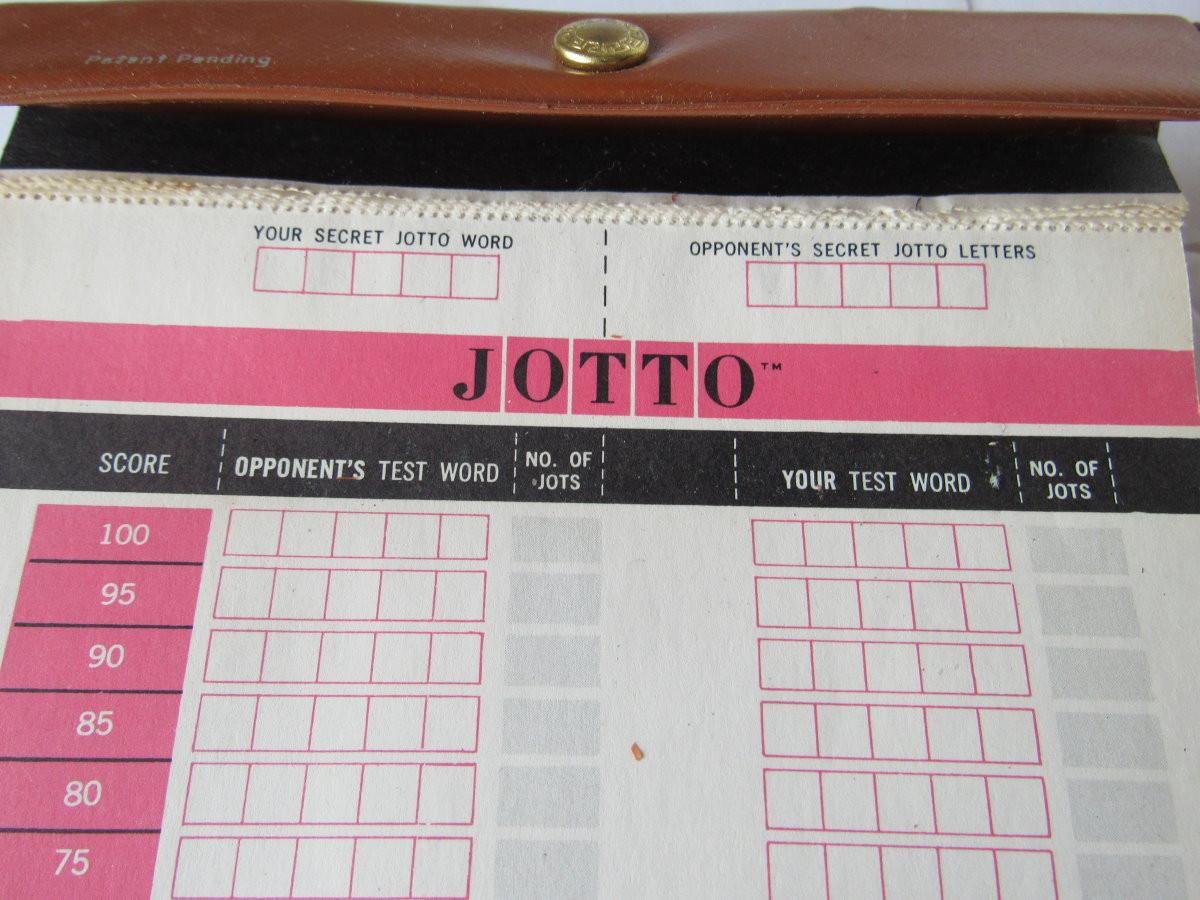 Patent Pending
YOUR SECRET JOTTO WORD
OPPONENT'S SECRET JOTTO LETTERS
JOTTO™
SCORE
OPPONENT'S TEST WORD
NO. OF
JOTS
YOUR TEST WORD
NO. OF
JOTS
100
95
90
85
80
75